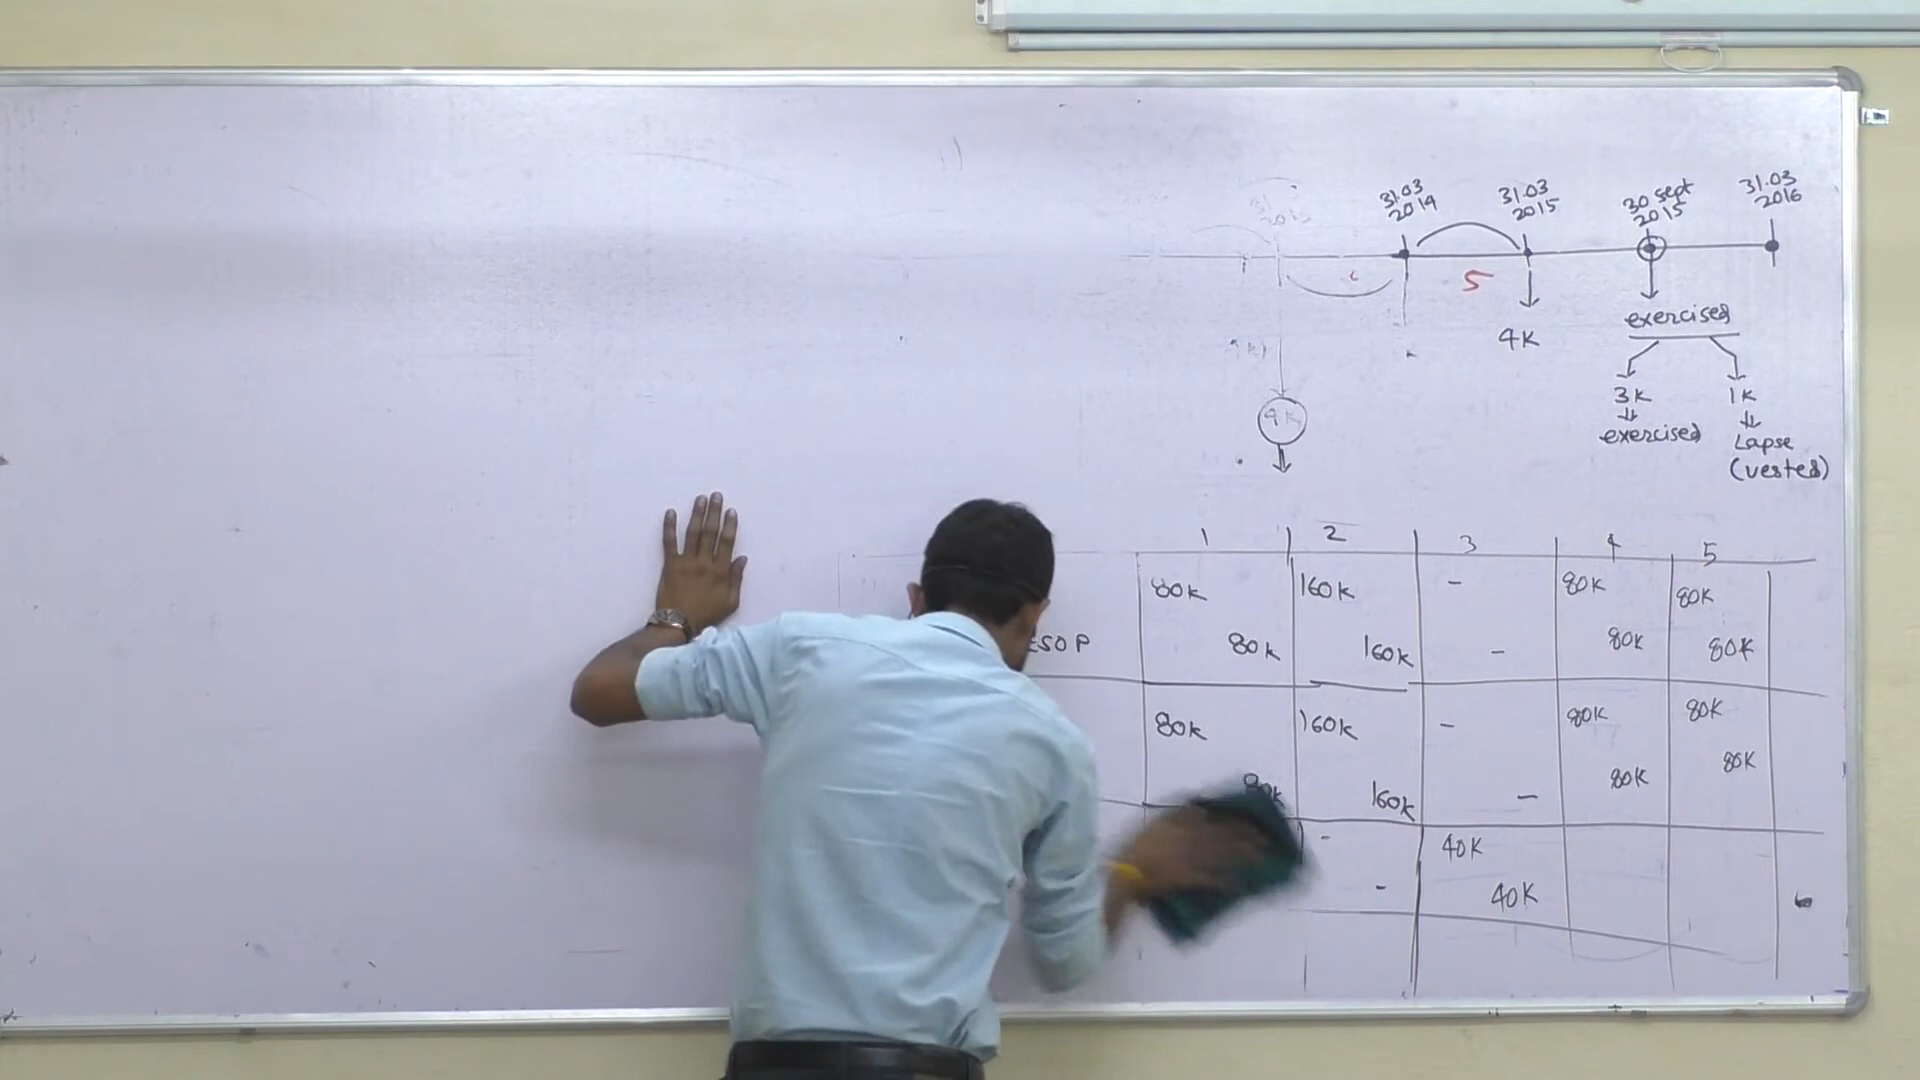 31.03 31.03 30 sept 31.03
2014 2015 2015 2016
5
4K exercised
3K 1K
exercised Lapse
(vested)
4K
1 2 3 4 5
80K 160K - 80K 80K
ESOP 80K 160K - 80K 80K
80K 160K - 80K 80K
80K 160K - 80K 80K
- 40K
- 40K